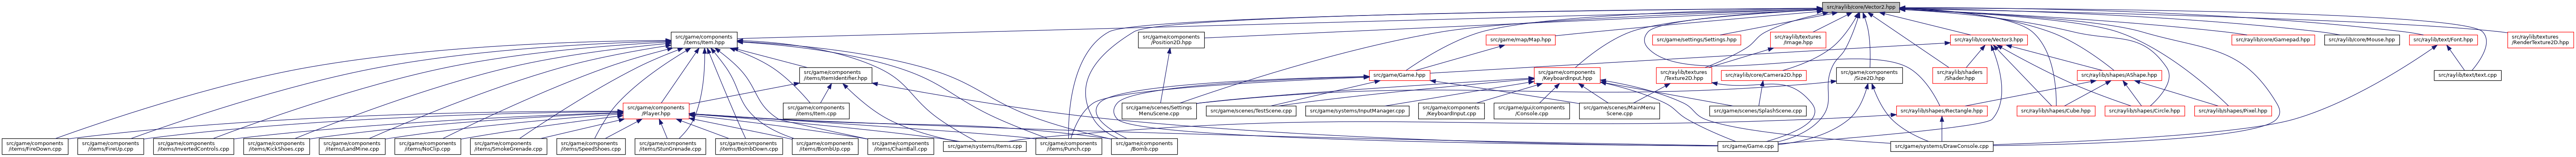 src/raylib/core/Vector2.hpp
src/game/components
/items/Item.hpp
src/game/components
/Position2D.hpp
src/game/map/Map.hpp
src/game/settings/Settings.hpp
src/raylib/textures
/Image.hpp
src/raylib/core/Vector3.hpp
src/raylib/core/Gamepad.hpp
src/raylib/core/Mouse.hpp
src/raylib/text/Font.hpp
src/raylib/textures
/RenderTexture2D.hpp
src/game/components
/items/ItemIdentifier.hpp
src/game/Game.hpp
src/game/components
/KeyboardInput.hpp
src/raylib/textures
/Texture2D.hpp
src/raylib/core/Camera2D.hpp
src/game/components
/Size2D.hpp
src/raylib/shaders
/Shader.hpp
src/raylib/shapes/AShape.hpp
src/raylib/text/text.cpp
src/game/components
/Player.hpp
src/game/components
/items/Item.cpp
src/game/scenes/Settings
MenuScene.cpp
src/game/scenes/TestScene.cpp
src/game/systems/InputManager.cpp
src/game/components
/KeyboardInput.cpp
src/game/gui/components
/Console.cpp
src/game/scenes/MainMenu
Scene.cpp
src/game/scenes/SplashScene.cpp
src/raylib/shapes/Rectangle.hpp
src/raylib/shapes/Cube.hpp
src/raylib/shapes/Circle.hpp
src/raylib/shapes/Pixel.hpp
src/game/components
/items/FireDown.cpp
src/game/components
/items/FireUp.cpp
src/game/components
/items/InvertedControls.cpp
src/game/components
/items/KickShoes.cpp
src/game/components
/items/LandMine.cpp
src/game/components
/items/NoClip.cpp
src/game/components
/items/SmokeGrenade.cpp
src/game/components
/items/SpeedShoes.cpp
src/game/components
/items/StunGrenade.cpp
src/game/components
/items/BombDown.cpp
src/game/components
/items/BombUp.cpp
src/game/components
/items/ChainBall.cpp
src/game/systems/Items.cpp
src/game/components
/items/Punch.cpp
src/game/components
/Bomb.cpp
src/game/Game.cpp
src/game/systems/DrawConsole.cpp